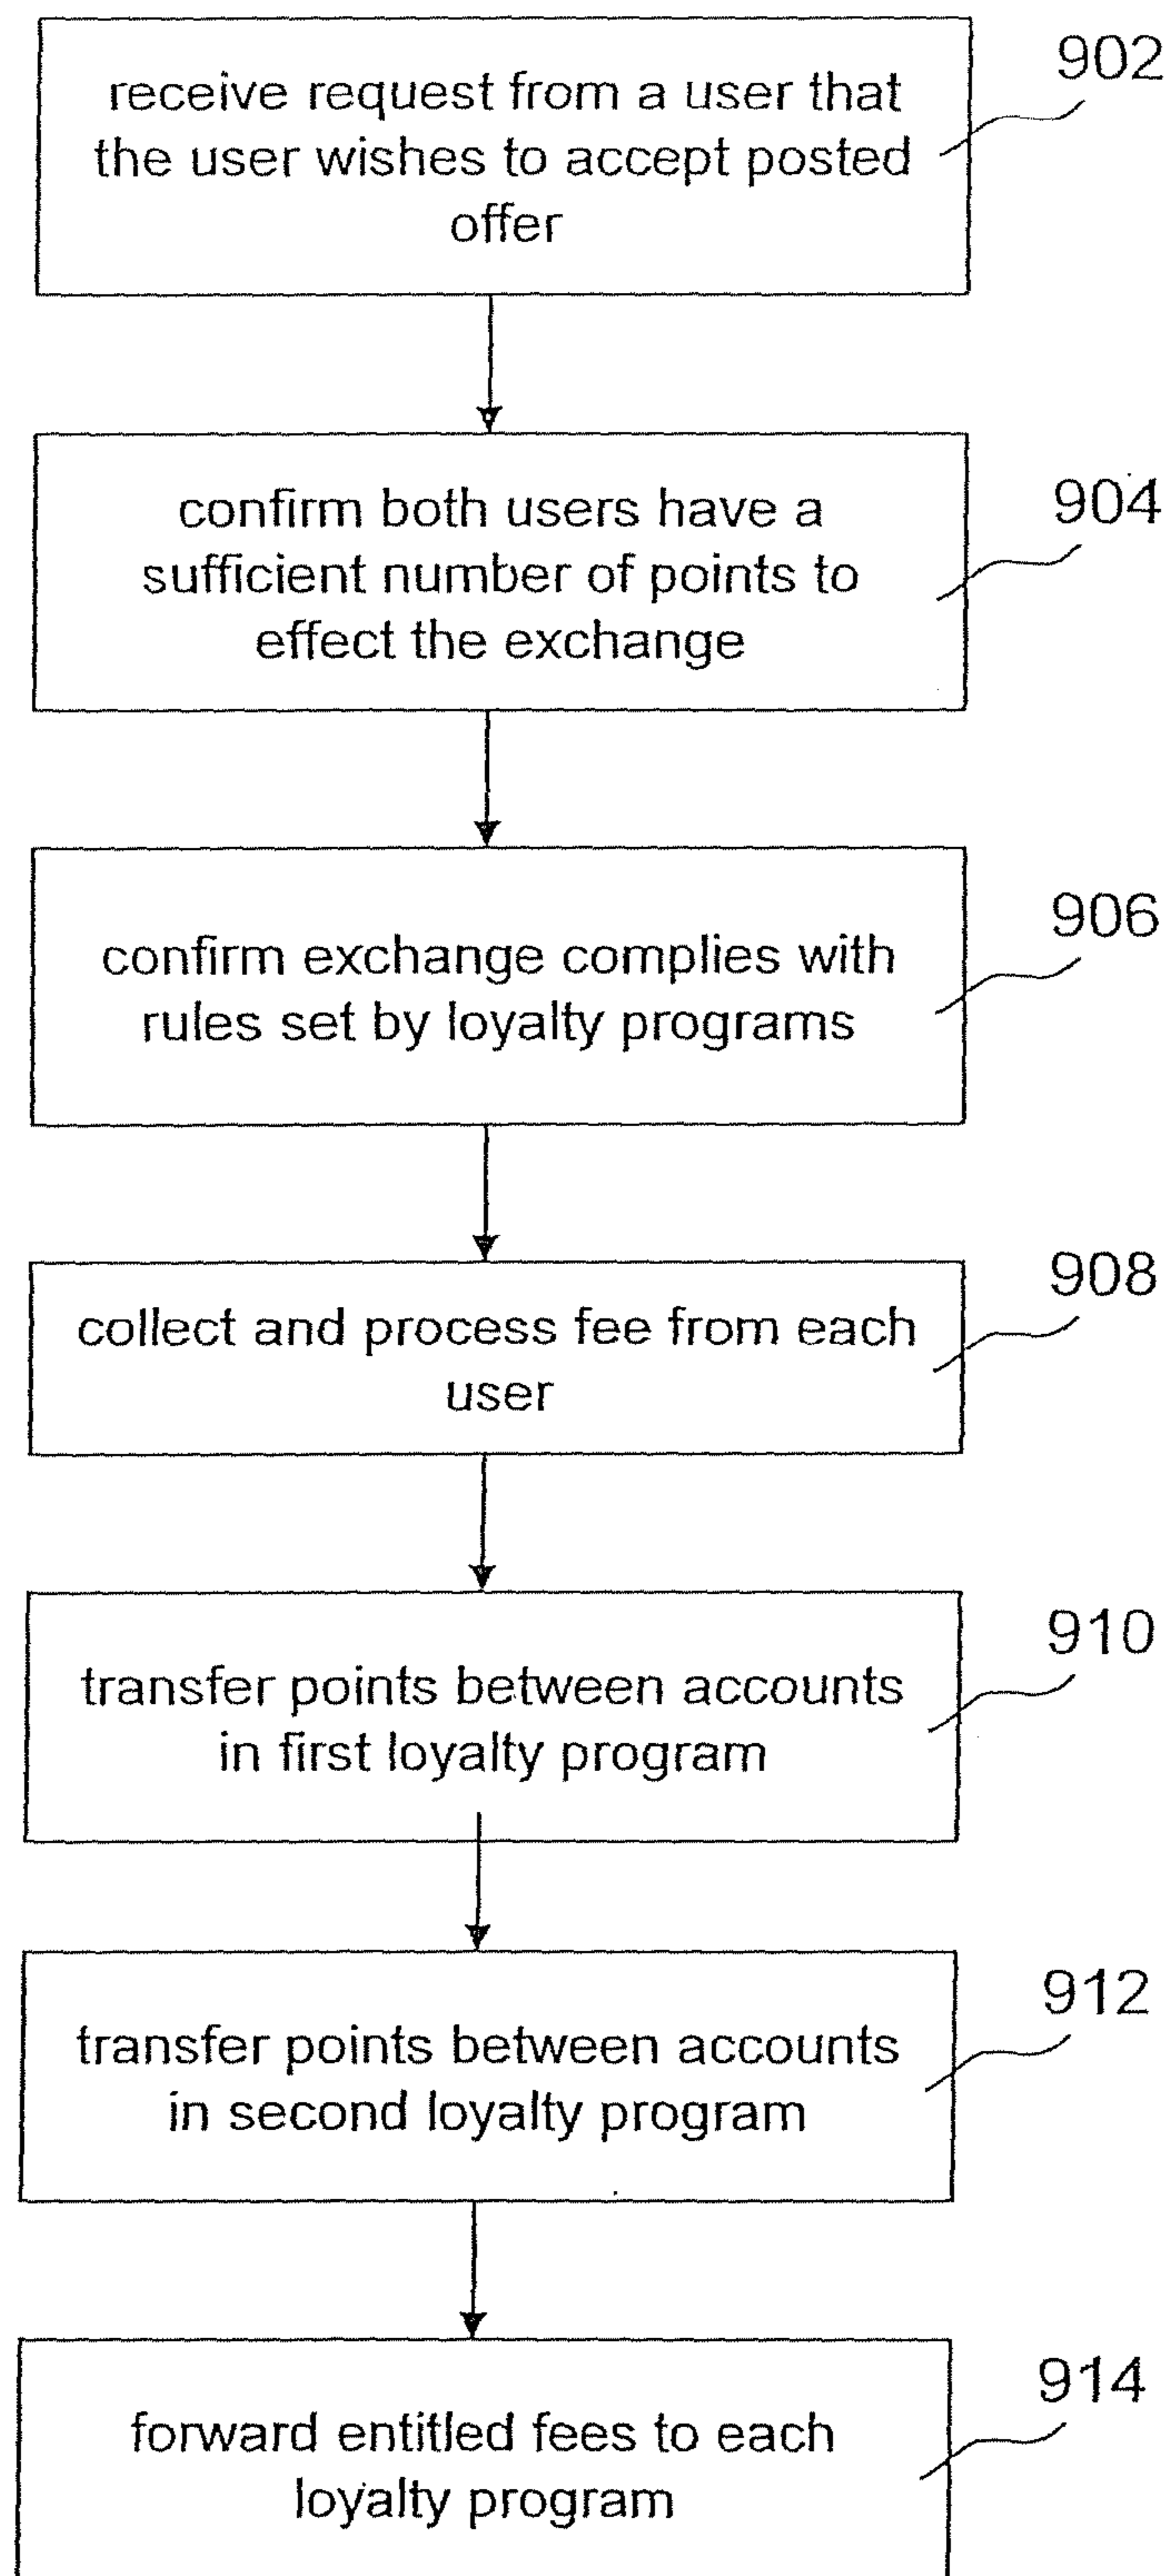 receive request from a user that
the user wishes to accept posted
offer
902
confirm both users have a
sufficient number of points to
effect the exchange
904
confirm exchange complies with
rules set by loyalty programs
906
collect and process fee from each
user
908
transfer points between accounts
in first loyalty program
910
transfer points between accounts
in second loyalty program
912
forward entitled fees to each
loyalty program
914